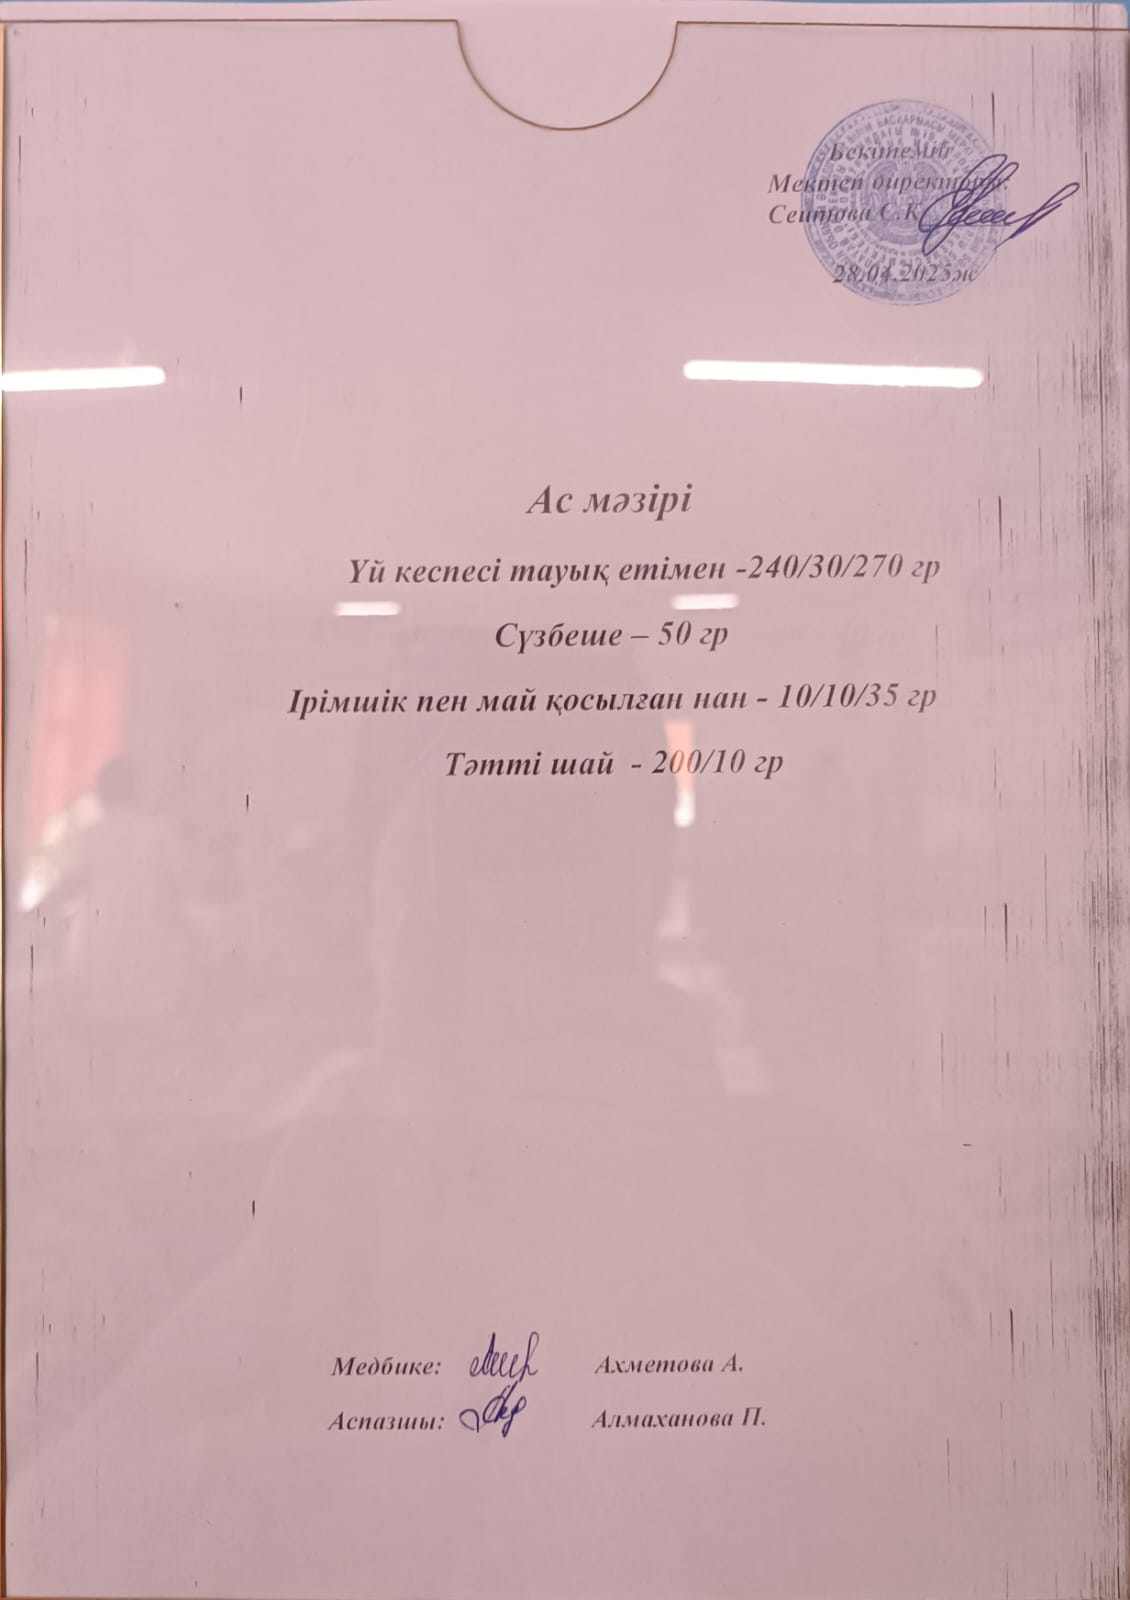 Бекітемін
Мектеп директоры:
Сеитова С.К
28.04.2025ж
Ас мәзірі
Үй кеспесі тауық етімен -240/30/270 гр
Сүзбеше – 50 гр
Ірімшік пен май қосылған нан - 10/10/35 гр
Тәтті шай - 200/10 гр
Медбике: Ахметова А.
Аспазшы: Алмаханова П.